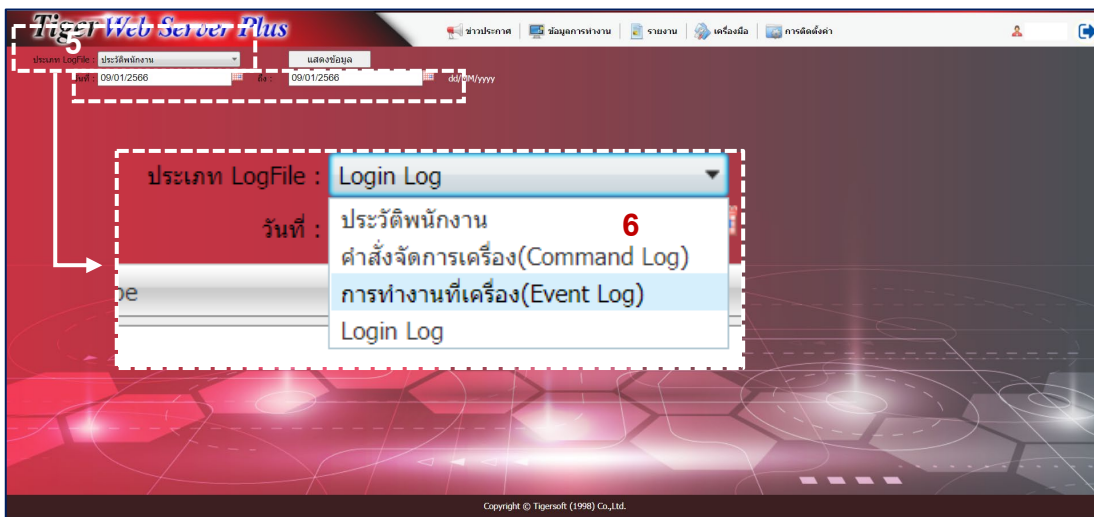 Tiger Web Server Plus
ข่าวประกาศ ข้อมูลการทำงาน รายงาน เครื่องมือ การติดตั้งค่า
5
ประเภท LogFile : ประวัติพนักงาน แสดงข้อมูล
วันที่ : 09/01/2566 ถึง : 09/01/2566 dd/MM/yyyy
ประเภท LogFile : Login Log
วันที่ : ประวัติพนักงาน 6
คำสั่งจัดการเครื่อง(Command Log)
pe การทำงานที่เครื่อง(Event Log)
Login Log
Copyright © Tigersoft (1998) Co.,Ltd.